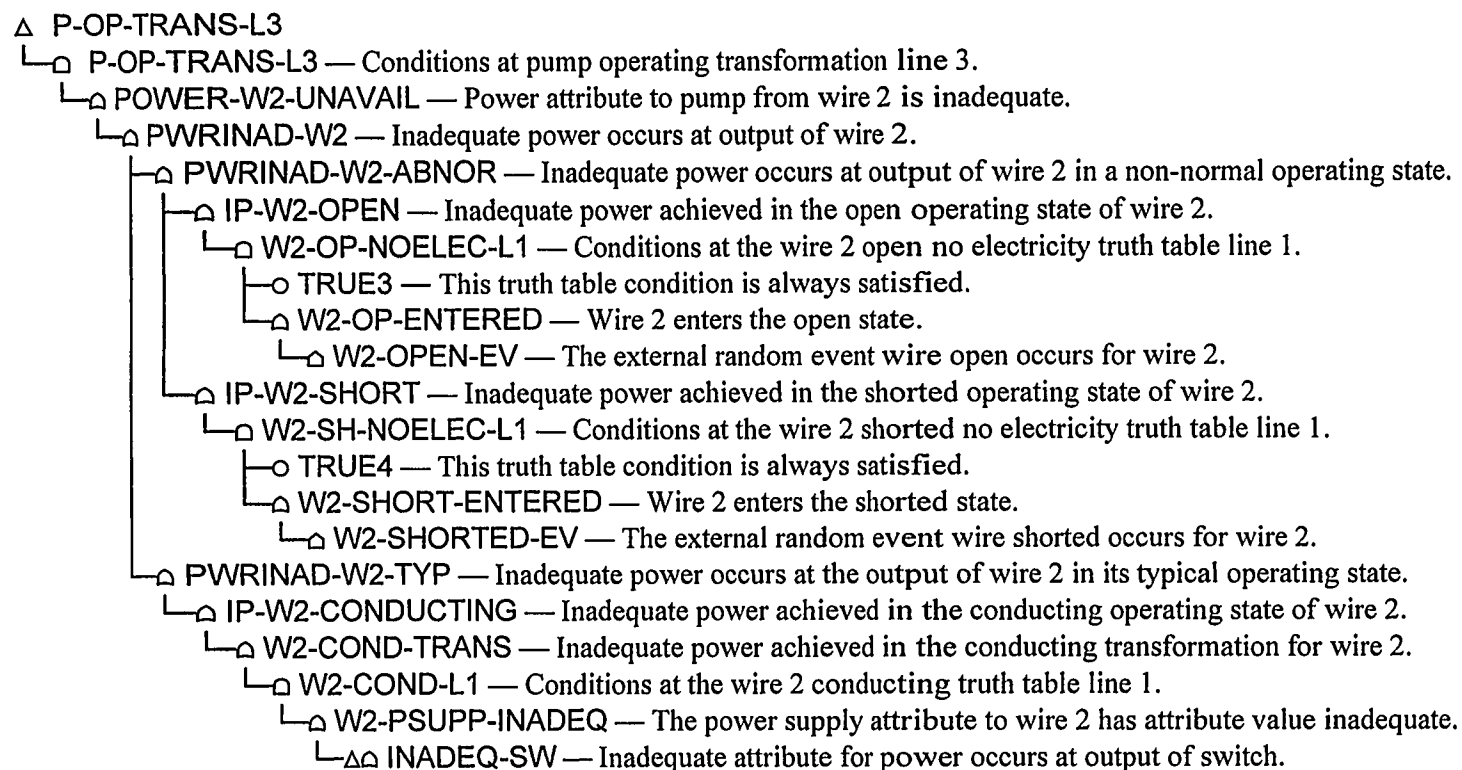 P-OP-TRANS-L3
P-OP-TRANS-L3 — Conditions at pump operating transformation line 3.
POWER-W2-UNAVAIL — Power attribute to pump from wire 2 is inadequate.
PWRINAD-W2 — Inadequate power occurs at output of wire 2.
PWRINAD-W2-ABNOR — Inadequate power occurs at output of wire 2 in a non-normal operating state.
IP-W2-OPEN — Inadequate power achieved in the open operating state of wire 2.
W2-OP-NOELEC-L1 — Conditions at the wire 2 open no electricity truth table line 1.
TRUE3 — This truth table condition is always satisfied.
W2-OP-ENTERED — Wire 2 enters the open state.
W2-OPEN-EV — The external random event wire open occurs for wire 2.
IP-W2-SHORT — Inadequate power achieved in the shorted operating state of wire 2.
W2-SH-NOELEC-L1 — Conditions at the wire 2 shorted no electricity truth table line 1.
TRUE4 — This truth table condition is always satisfied.
W2-SHORT-ENTERED — Wire 2 enters the shorted state.
W2-SHORTED-EV — The external random event wire shorted occurs for wire 2.
PWRINAD-W2-TYP — Inadequate power occurs at the output of wire 2 in its typical operating state.
IP-W2-CONDUCTING — Inadequate power achieved in the conducting operating state of wire 2.
W2-COND-TRANS — Inadequate power achieved in the conducting transformation for wire 2.
W2-COND-L1 — Conditions at the wire 2 conducting truth table line 1.
W2-PSUPP-INADEQ — The power supply attribute to wire 2 has attribute value inadequate.
INADEQ-SW — Inadequate attribute for power occurs at output of switch.